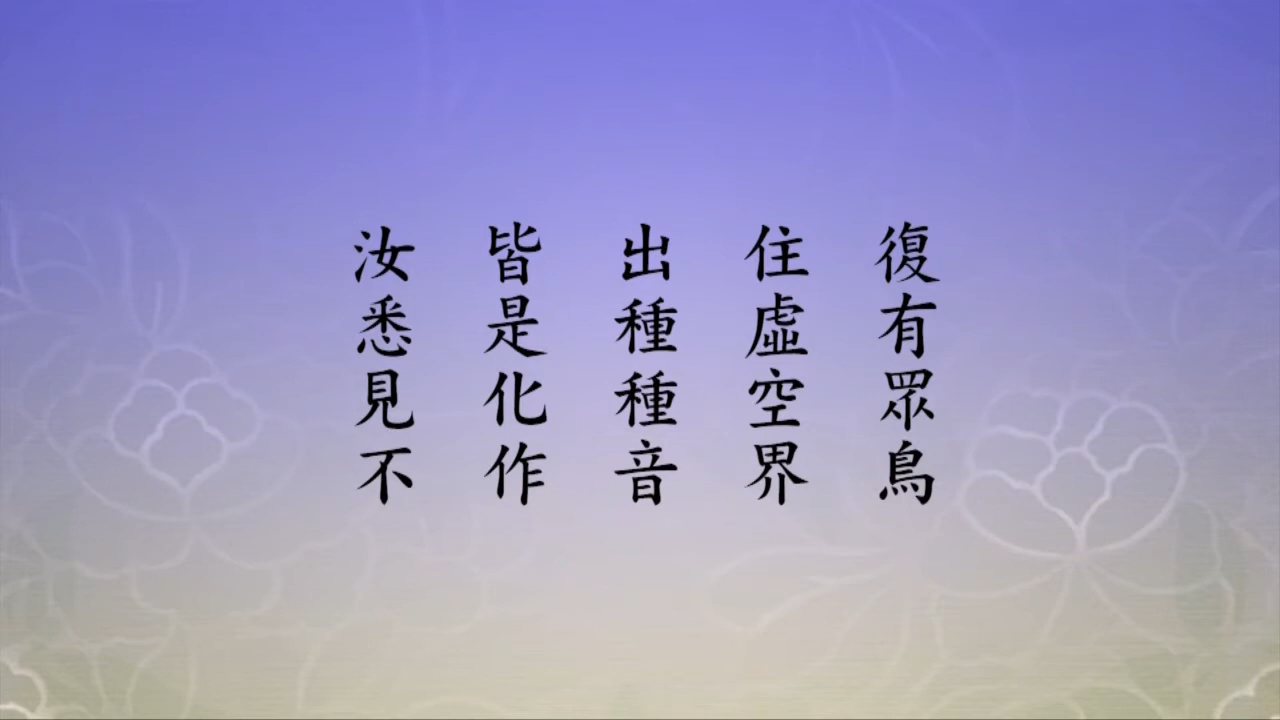 復有眾鳥
住虛空界
出種種音
皆是化作
汝悉見不